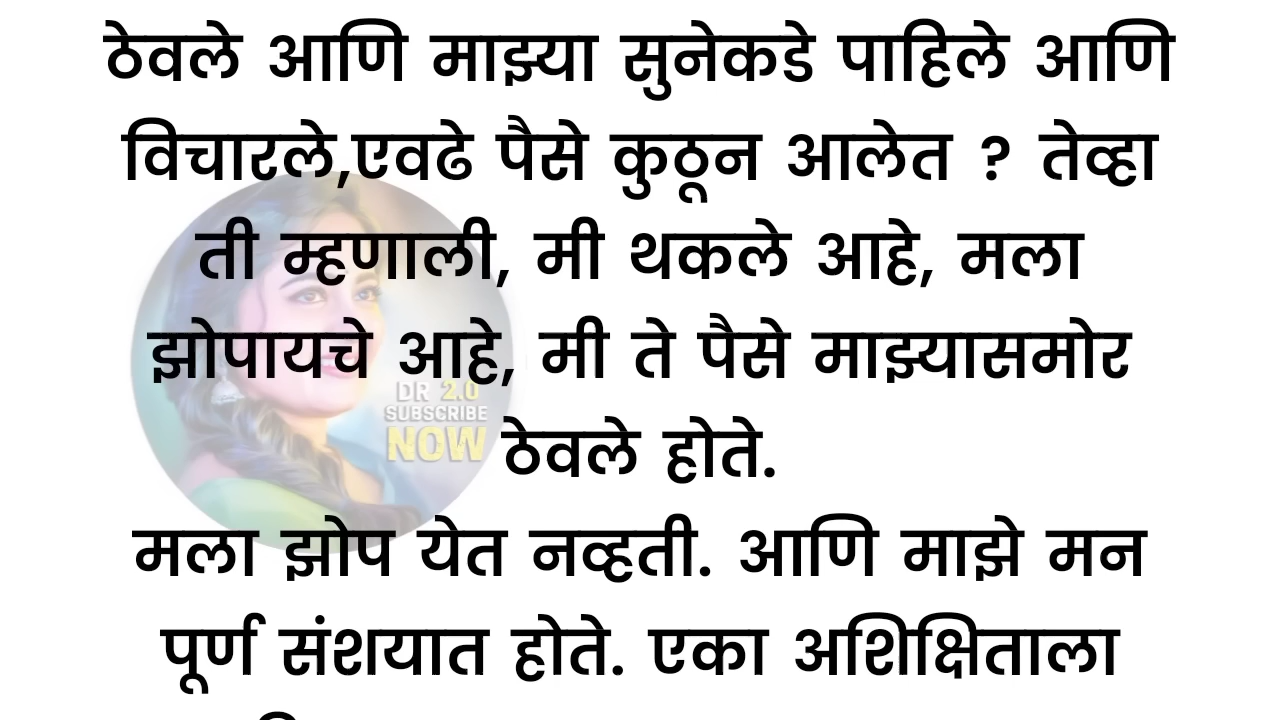 ठेवले आणि माझ्या सुनेकडे पाहिले आणि
विचारले,एवढे पैसे कुठून आलेत ? तेव्हा
ती म्हणाली, मी थकले आहे, मला
झोपायचे आहे, मी ते पैसे माझ्यासमोर
DR 2.0
SUBSCRIBE
NOW
ठेवले होते.
मला झोप येत नव्हती. आणि माझे मन
पूर्ण संशयात होते. एका अशिक्षिताला